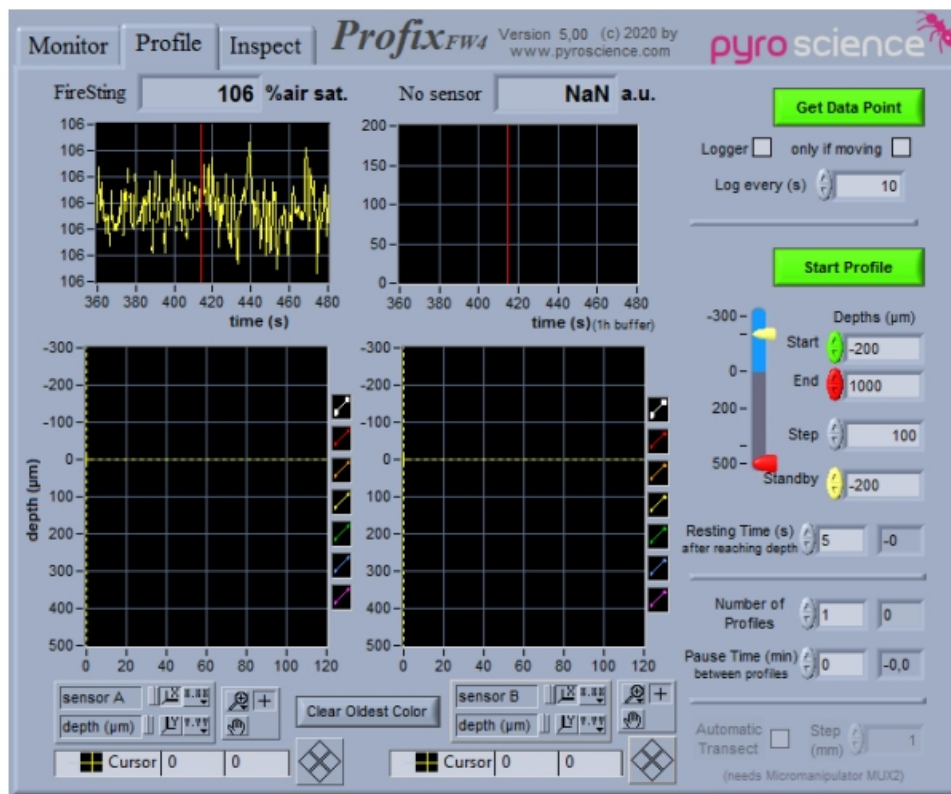 Monitor Profile Inspect
ProfixFW4 Version 5,00 (c) 2020 by
www.pyroscience.com
pyro science
FireSting 106 %air sat.
No sensor NaN a.u.
106
106
106
106
106
106
106
360 380 400 420 440 460 480
time (s)
200
150
100
50
0
360 380 400 420 440 460 480
time (s) (1h buffer)
Get Data Point
Logger only if moving
Log every (s) 10
Start Profile
-300
0
200
500
Depths (µm)
Start -200
End 1000
Step 100
Standby -200
Resting Time (s)
after reaching depth 5 -0
Number of
Profiles 1 0
Pause Time (min)
between profiles 0 -0,0
Automatic
Transect
Step
(mm) 1
(needs Micromanipulator MUX2)
depth (µm)
-300
-200
-100
0
100
200
300
400
500
0 20 40 60 80 100 120
-300
-200
-100
0
100
200
300
400
500
0 20 40 60 80 100 120
sensor A X 8.88
depth (µm) Y Y.YY
Cursor 0 0
Clear Oldest Color
sensor B X 8.88
depth (µm) Y Y.YY
Cursor 0 0